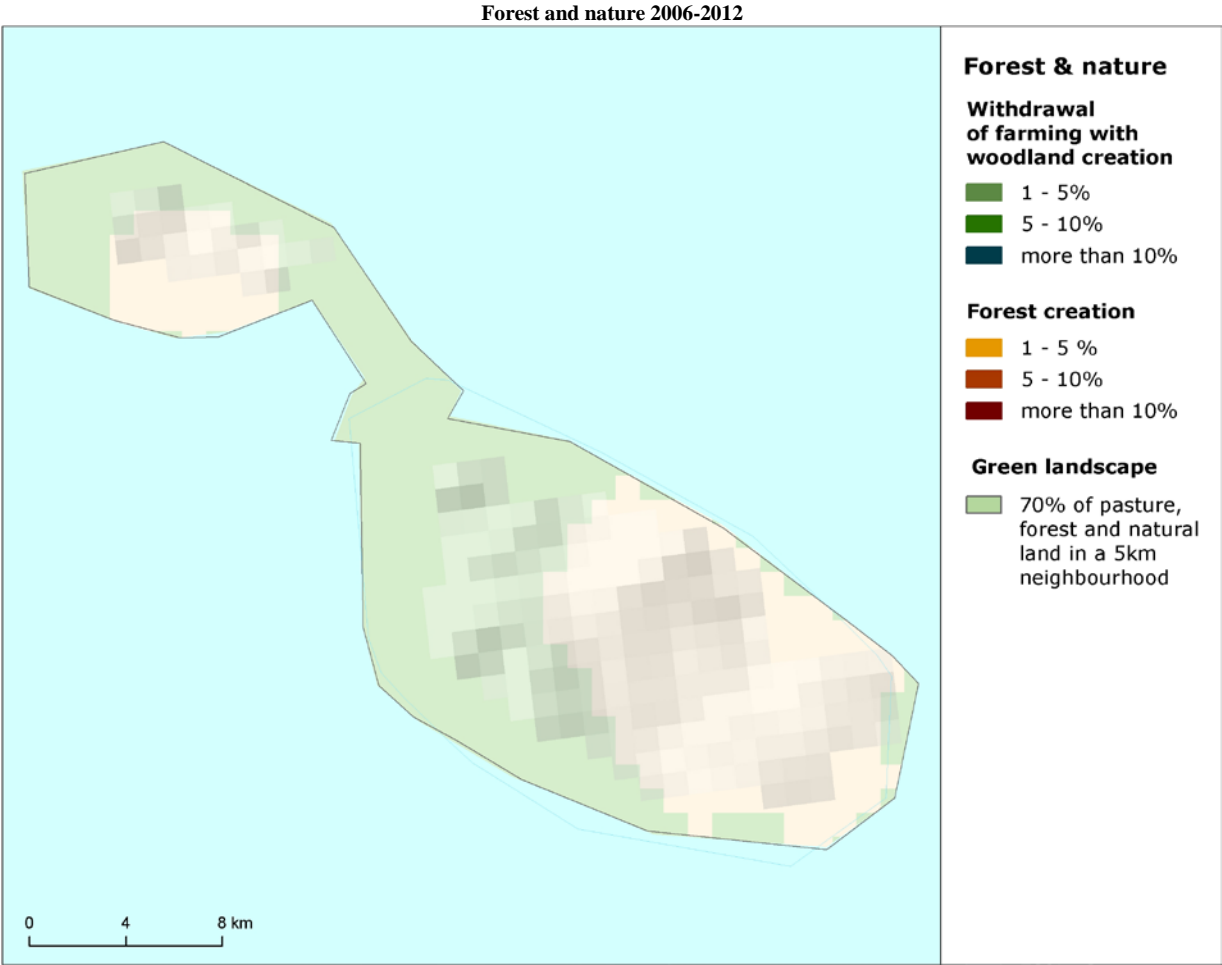 Forest and nature 2006-2012
Forest & nature
Withdrawal
of farming with
woodland creation
1 - 5%
5 - 10%
more than 10%
Forest creation
1 - 5 %
5 - 10%
more than 10%
Green landscape
70% of pasture,
forest and natural
land in a 5km
neighbourhood
0 4 8 km